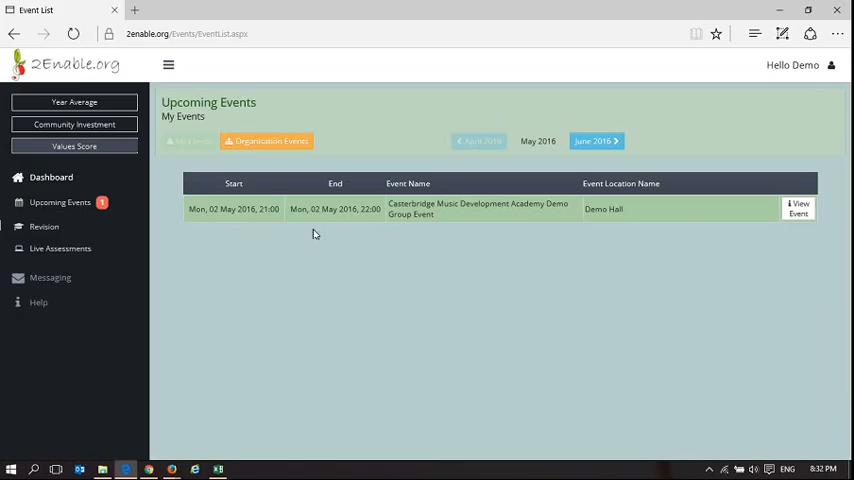 Event List
2enable.org/Events/EventList.aspx
2Enable.org
Hello Demo
Year Average
Community Investment
Values Score
Dashboard
Upcoming Events 1
Revision
Live Assessments
Messaging
Help
Upcoming Events
My Events
My Events
Organisation Events
April 2016
May 2016
June 2016
Start End Event Name Event Location Name
Mon, 02 May 2016, 21:00 Mon, 02 May 2016, 22:00 Casterbridge Music Development Academy Demo Demo Hall View
Group Event Event
ENG 8:32 PM